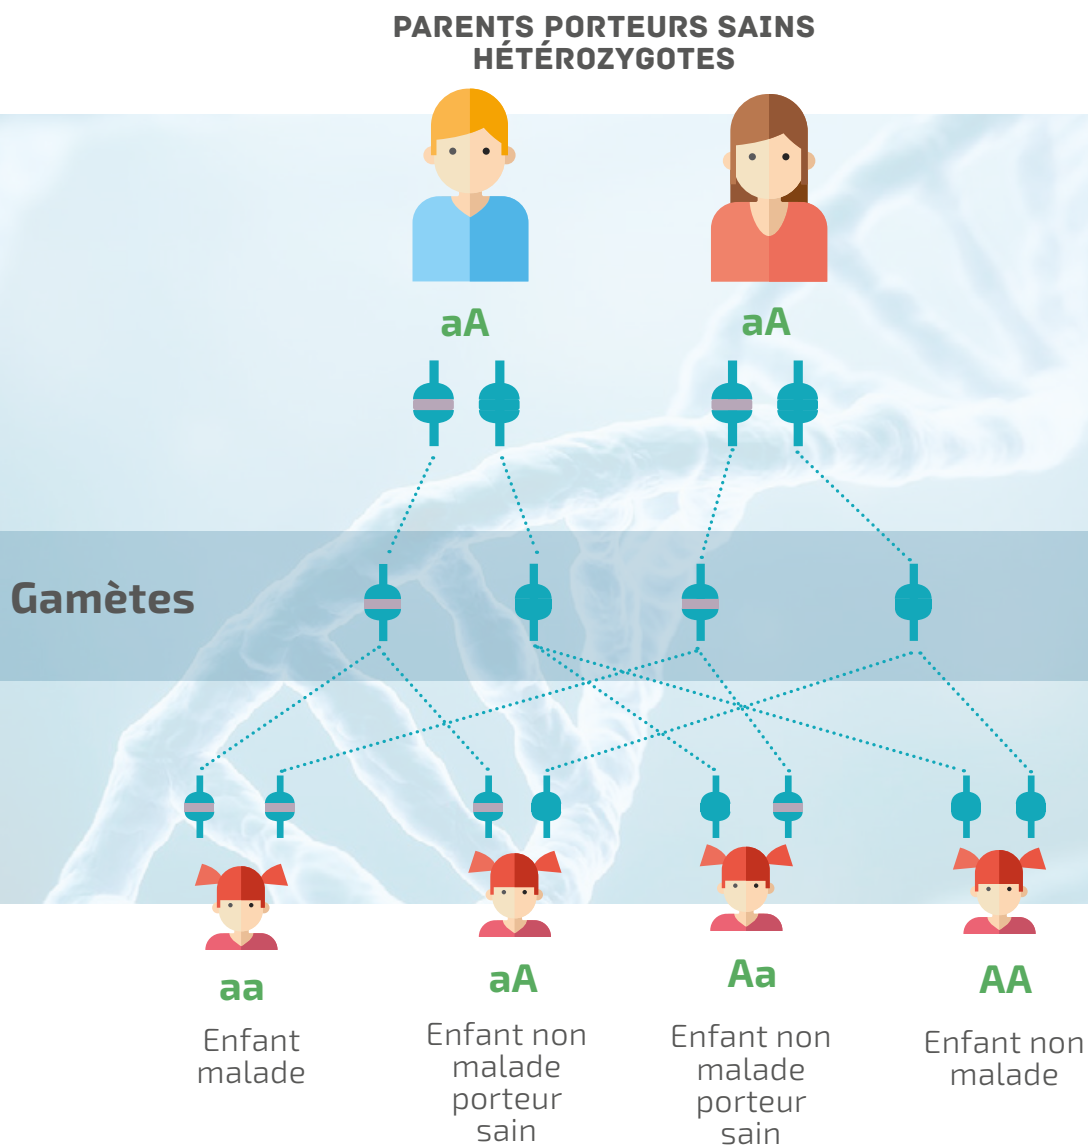 PARENTS PORTEURS SAINS
HÉTÉROZYGOTES
aA
aA
Gamètes
aa
Enfant
malade
aA
Enfant non
malade
porteur
sain
Aa
Enfant non
malade
porteur
sain
AA
Enfant non
malade